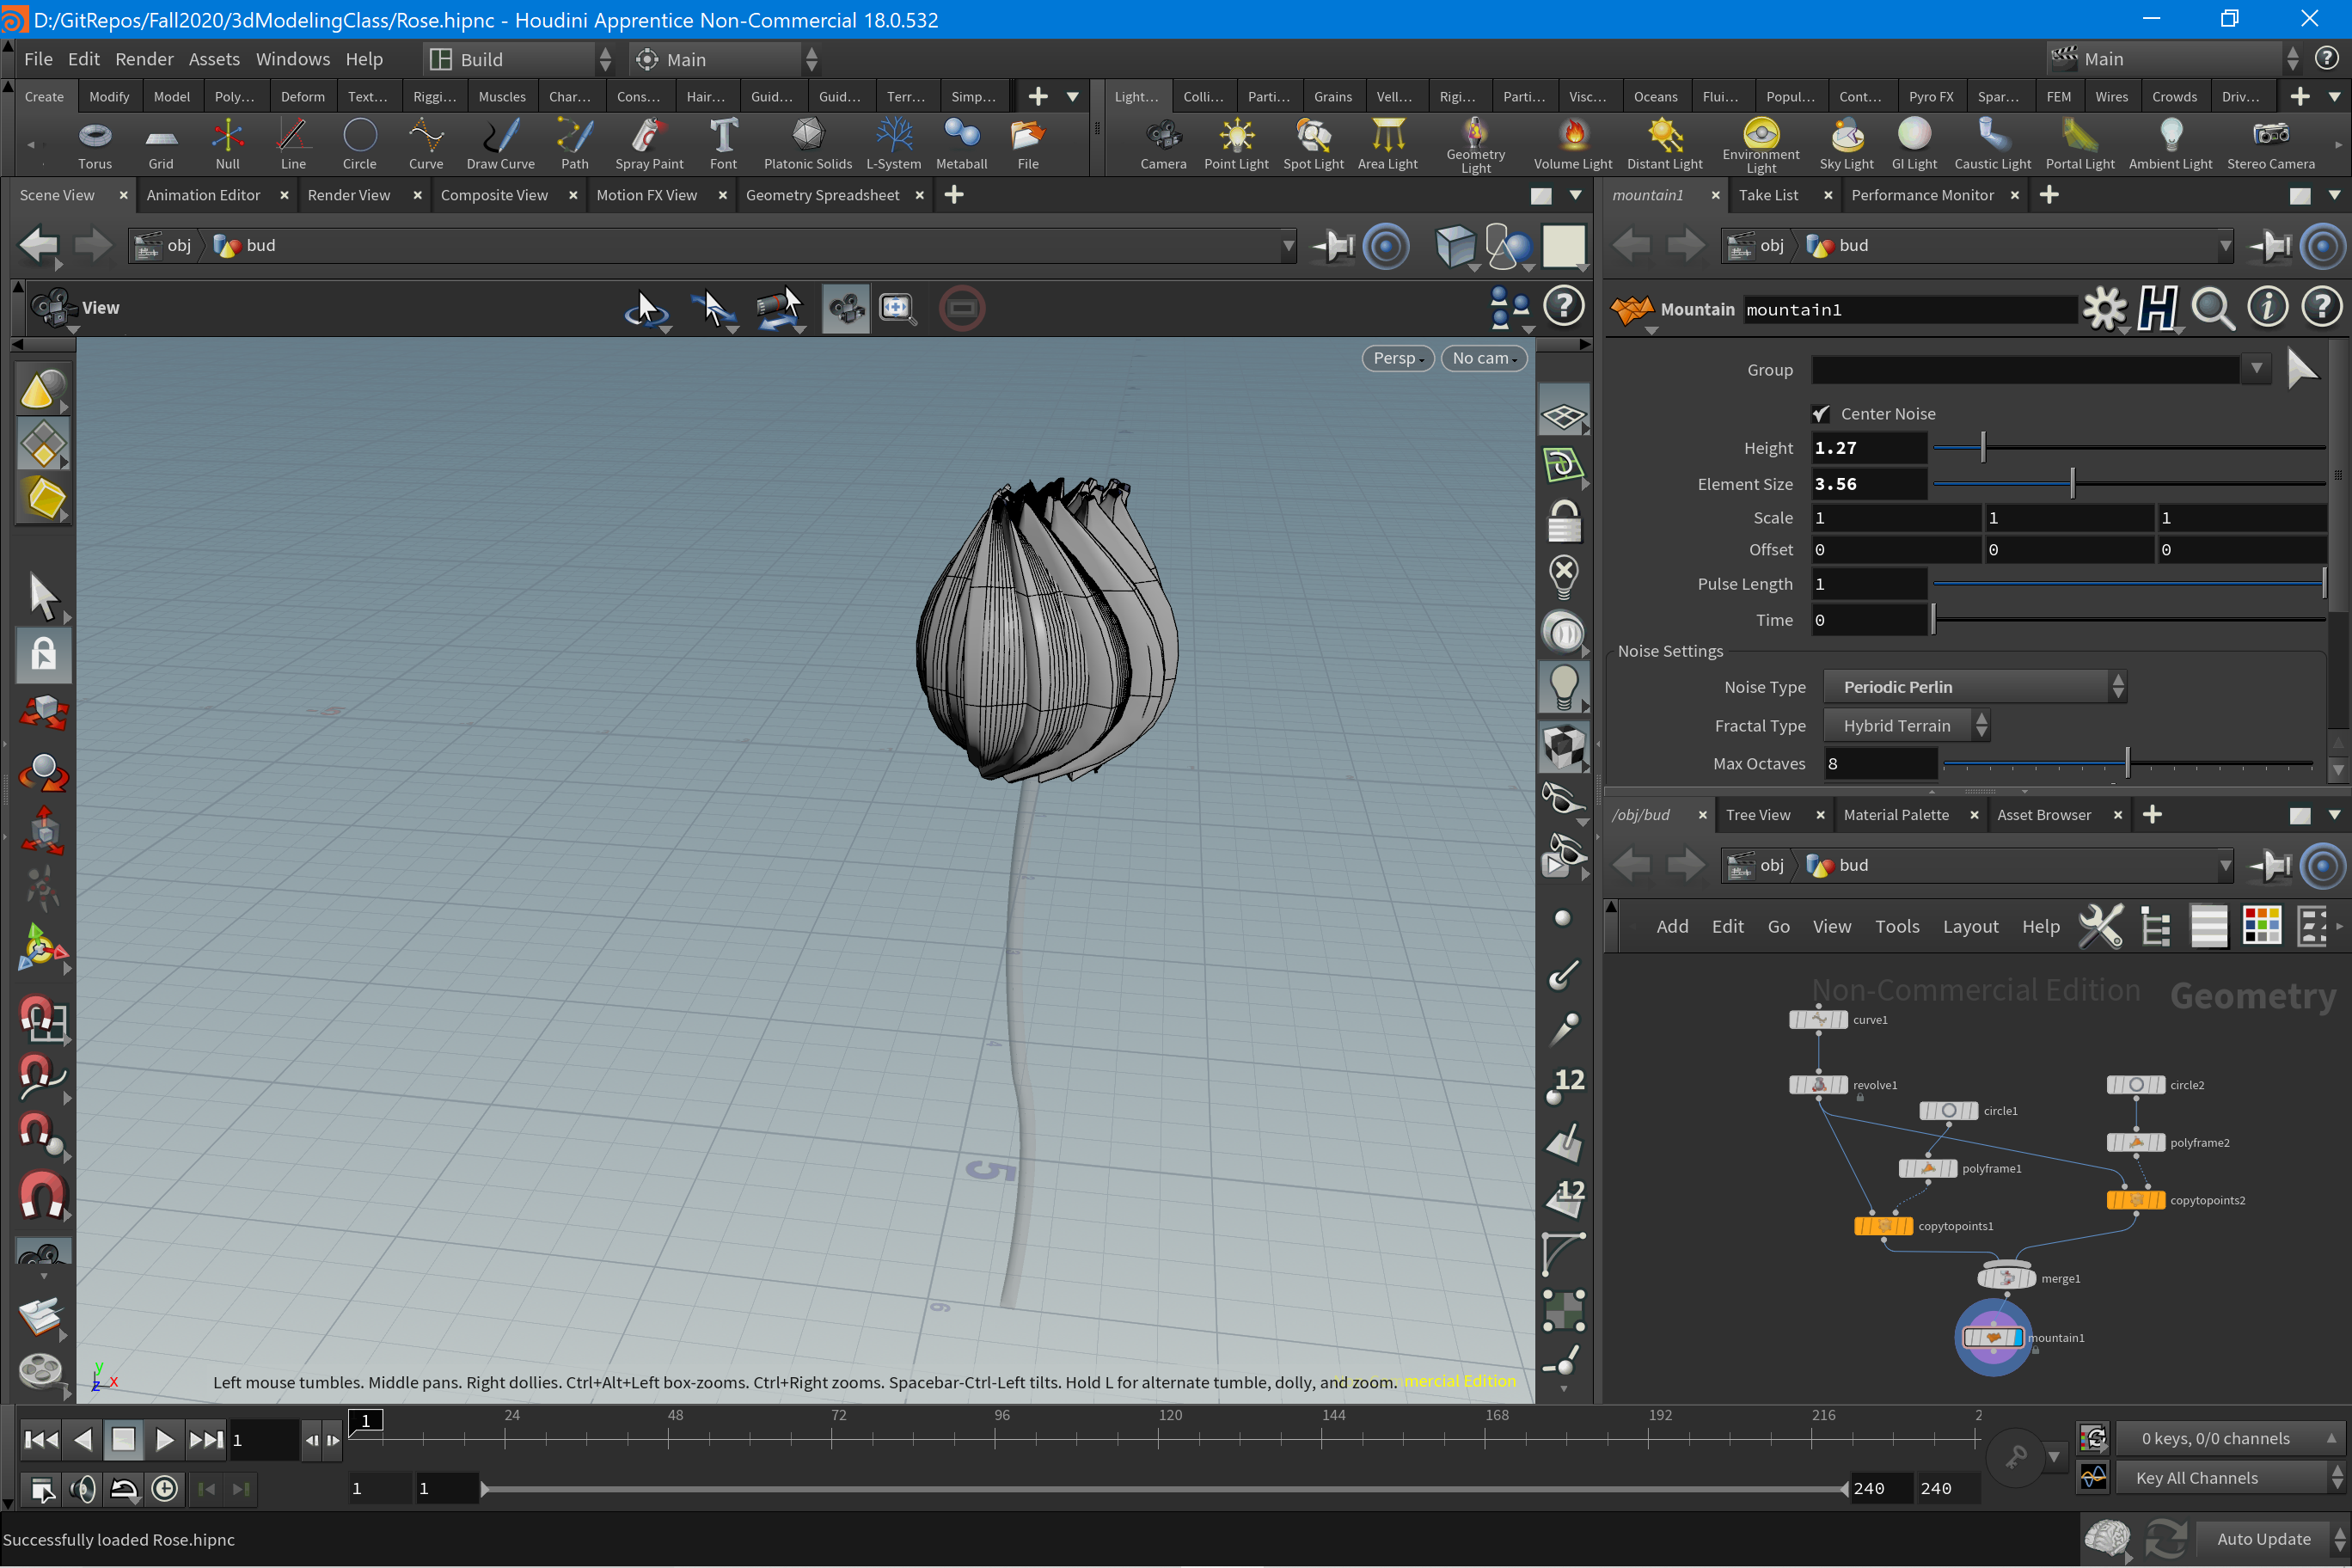 D:/GitRepos/Fall2020/3dModelingClass/Rose.hipnc - Houdini Apprentice Non-Commercial 18.0.532
File Edit Render Assets Windows Help Build Main Main
Create Modify Model Poly... Deform Text... Riggi... Muscles Char... Cons... Hair... Guid... Guid... Terr... Simp...
Light... Colli... Parti... Grains Vell... Rigi... Parti... Visc... Oceans Flui... Popul... Cont... Pyro FX Spar... FEM Wires Crowds Driv...
Torus Grid Null Line Circle Curve Draw Curve Path Spray Paint Font Platonic Solids L-System Metaball File
Camera Point Light Spot Light Area Light Geometry Light Volume Light Distant Light Environment Light Sky Light GI Light Caustic Light Portal Light Ambient Light Stereo Camera
Scene View Animation Editor Render View Composite View Motion FX View Geometry Spreadsheet
obj bud
View
Persp No cam
5
6
y
z x
Left mouse tumbles. Middle pans. Right dollies. Ctrl+Alt+Left box-zooms. Ctrl+Right zooms. Spacebar-Ctrl-Left tilts. Hold L for alternate tumble, dolly, and zoom. mercial Edition
12
12
mountain1 Take List Performance Monitor
obj bud
Mountain mountain1
Group
Center Noise
Height 1.27
Element Size 3.56
Scale 1 1 1
Offset 0 0 0
Pulse Length 1
Time 0
Noise Settings
Noise Type Periodic Perlin
Fractal Type Hybrid Terrain
Max Octaves 8
/obj/bud Tree View Material Palette Asset Browser
obj bud
Add Edit Go View Tools Layout Help
Non-Commercial Edition Geometry
curve1
revolve1
circle2
circle1
polyframe2
polyframe1
copytopoints2
copytopoints1
merge1
mountain1
1
1 24 48 72 96 120 144 168 192 216 2
0 keys, 0/0 channels
1 1 240 240
Key All Channels
Successfully loaded Rose.hipnc
Auto Update